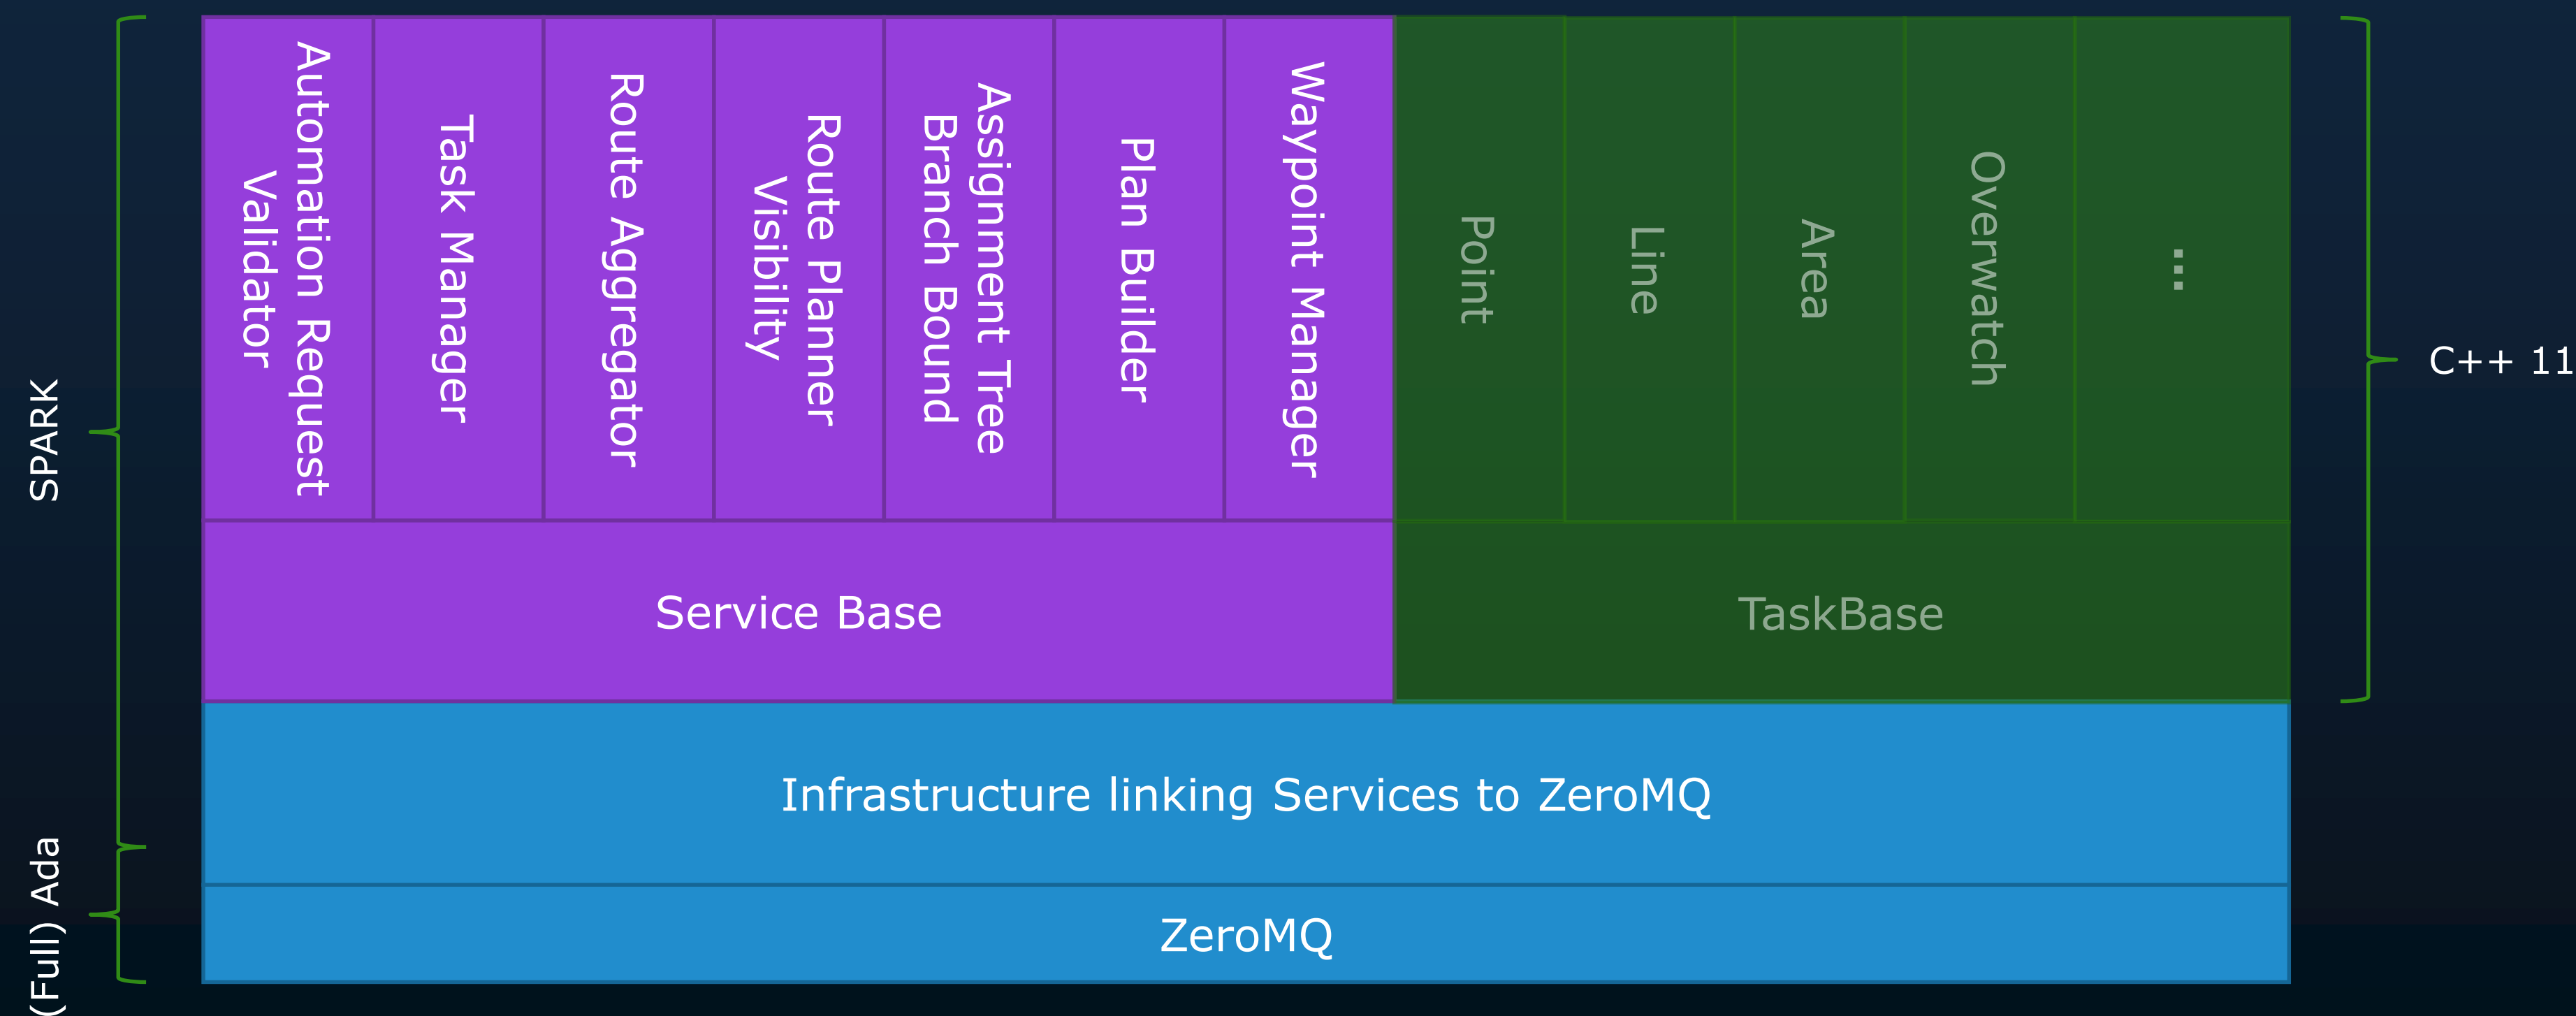 SPARK
(Full) Ada
Automation Request
Validator
Task Manager
Route Aggregator
Route Planner
Visibility
Assignment Tree
Branch Bound
Plan Builder
Waypoint Manager
Point
Line
Area
Overwatch
...
C++ 11
Service Base
TaskBase
Infrastructure linking Services to ZeroMQ
ZeroMQ